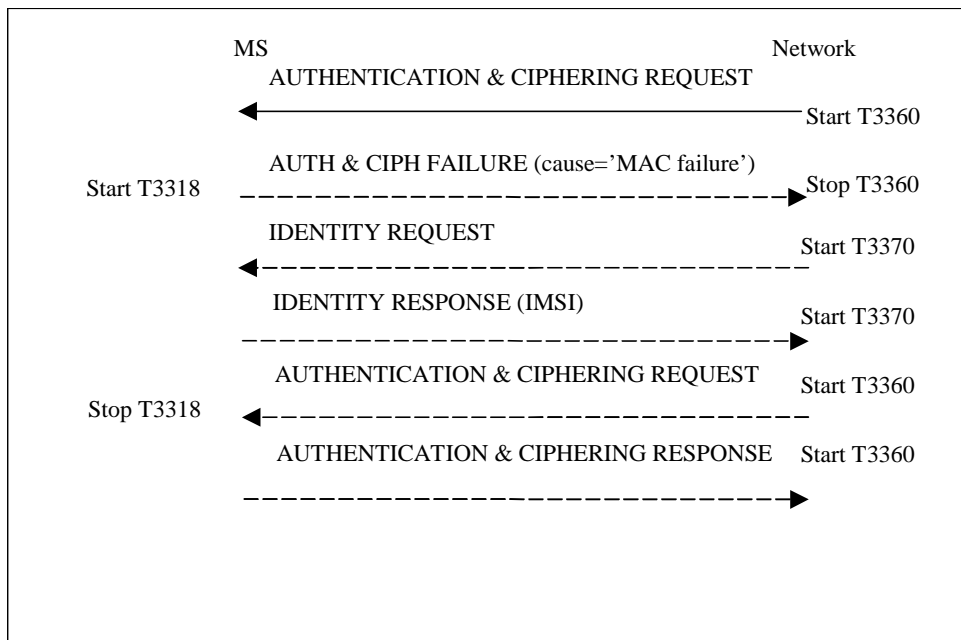 MS
Network
AUTHENTICATION & CIPHERING REQUEST
Start T3360
AUTH & CIPH FAILURE (cause=’MAC failure’)
Start T3318
Stop T3360
IDENTITY REQUEST
Start T3370
IDENTITY RESPONSE (IMSI)
Start T3370
AUTHENTICATION & CIPHERING REQUEST
Start T3360
Stop T3318
AUTHENTICATION & CIPHERING RESPONSE
Start T3360